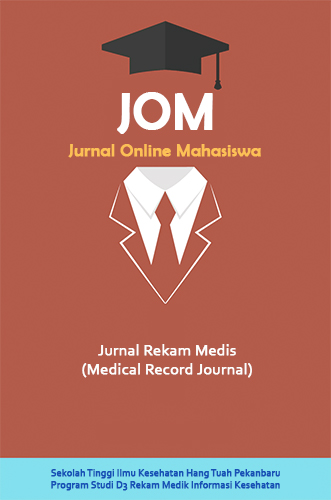 JOM
Jurnal Online Mahasiswa
Jurnal Rekam Medis
(Medical Record Journal)
Sekolah Tinggi Ilmu Kesehatan Hang Tuah Pekanbaru
Program Studi D3 Rekam Medik Informasi Kesehatan